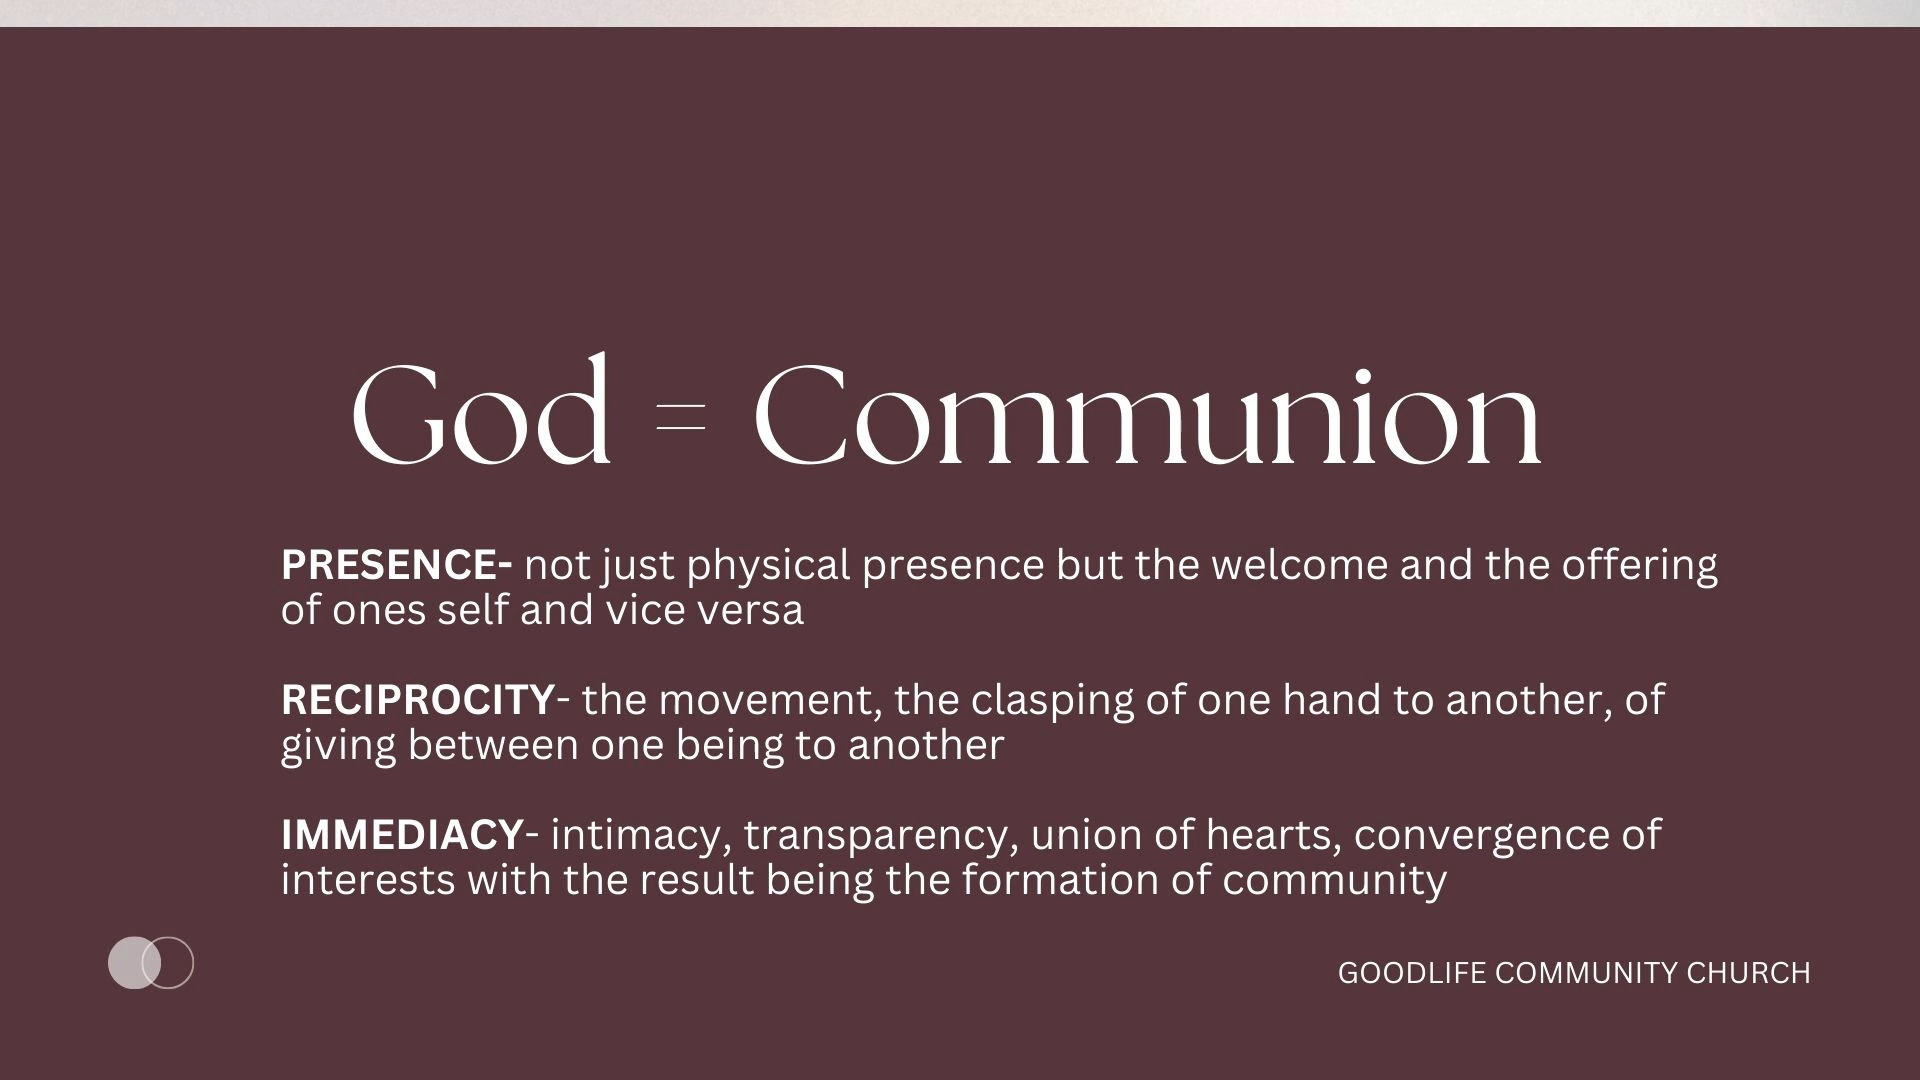 God = Communion
PRESENCE- not just physical presence but the welcome and the offering
of ones self and vice versa
RECIPROCITY- the movement, the clasping of one hand to another, of
giving between one being to another
IMMEDIACY- intimacy, transparency, union of hearts, convergence of
interests with the result being the formation of community
GOODLIFE COMMUNITY CHURCH